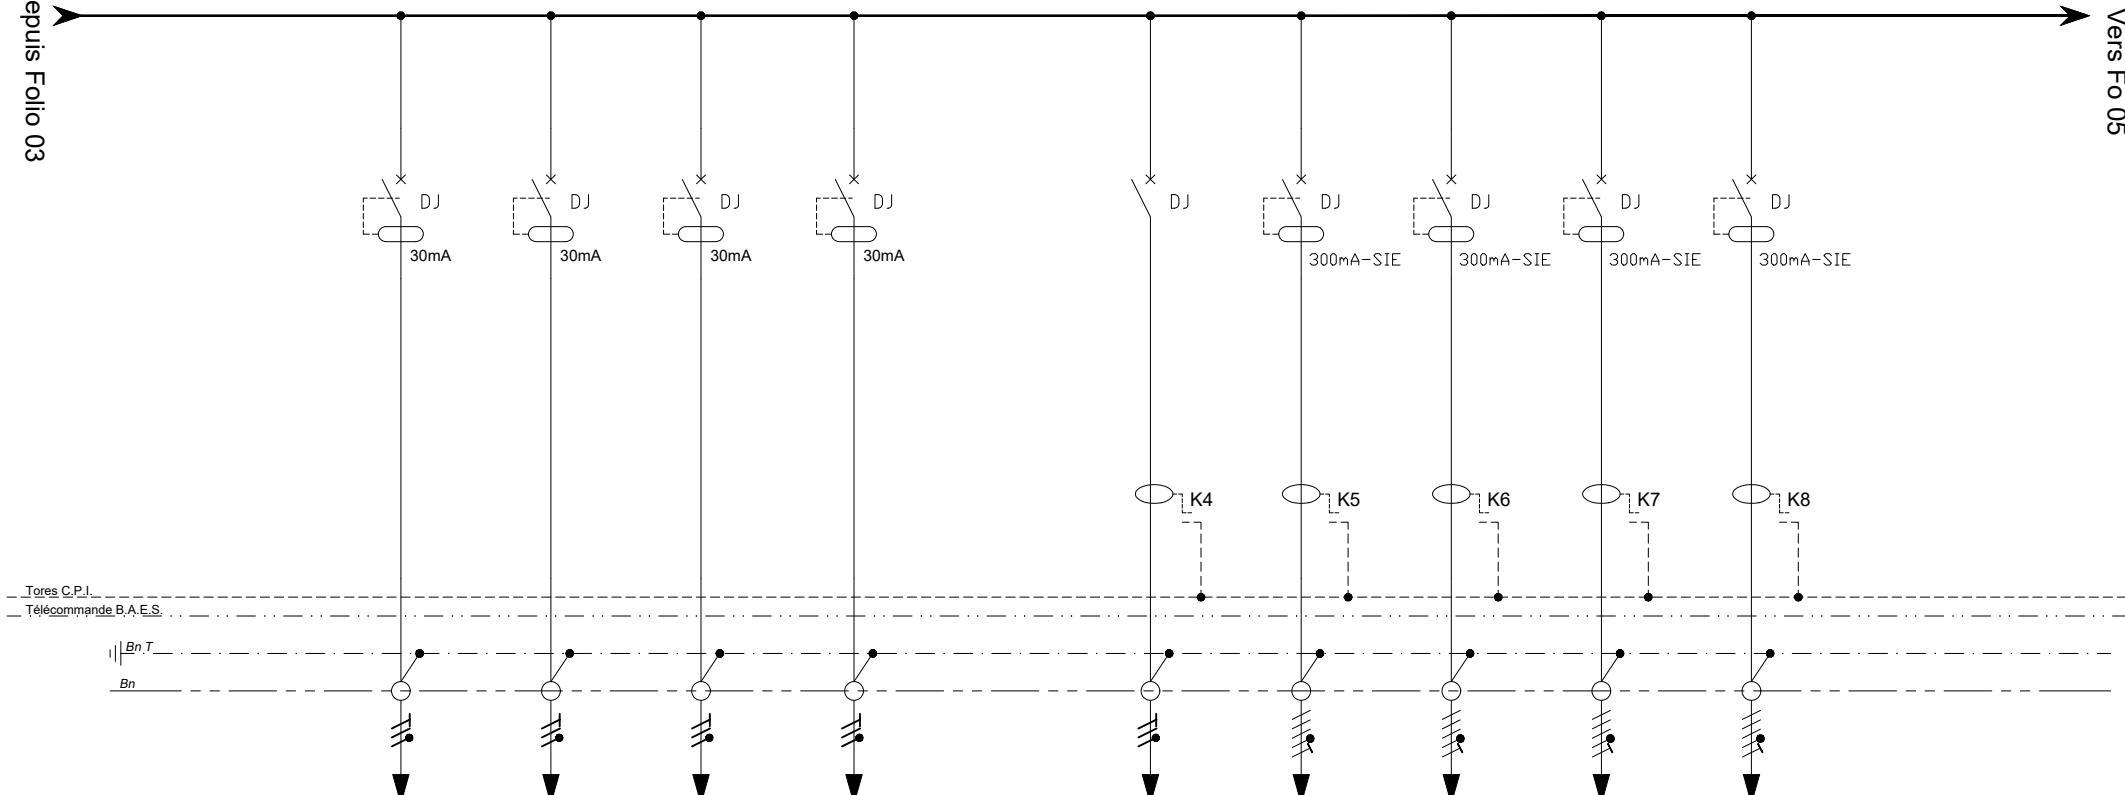 epuis Folio 03
Vers Fo 05
DJ DJ DJ DJ DJ DJ DJ DJ DJ
30mA 30mA 30mA 30mA 300mA-SIE 300mA-SIE 300mA-SIE 300mA-SIE
K4 K5 K6 K7 K8
Tores C.P.I.
Télécommande B.A.E.S.
Bn T
Bn